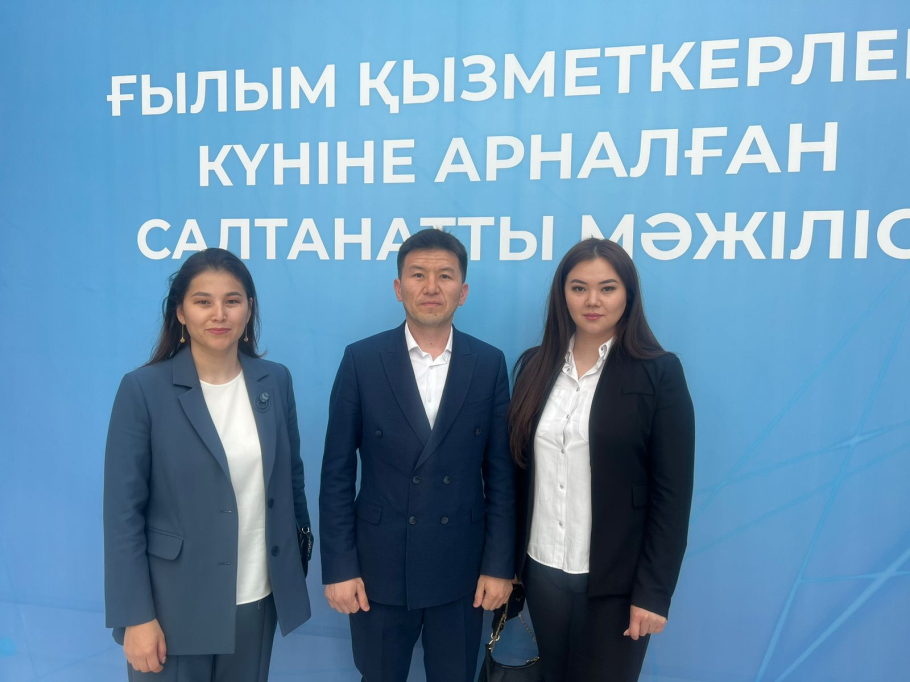 ҒЫЛЫМ ҚЫЗМЕТКЕРЛЕ
КҮНІНЕ АРНАЛҒАН
САЛТАНАТТЫ МӘЖІЛІС